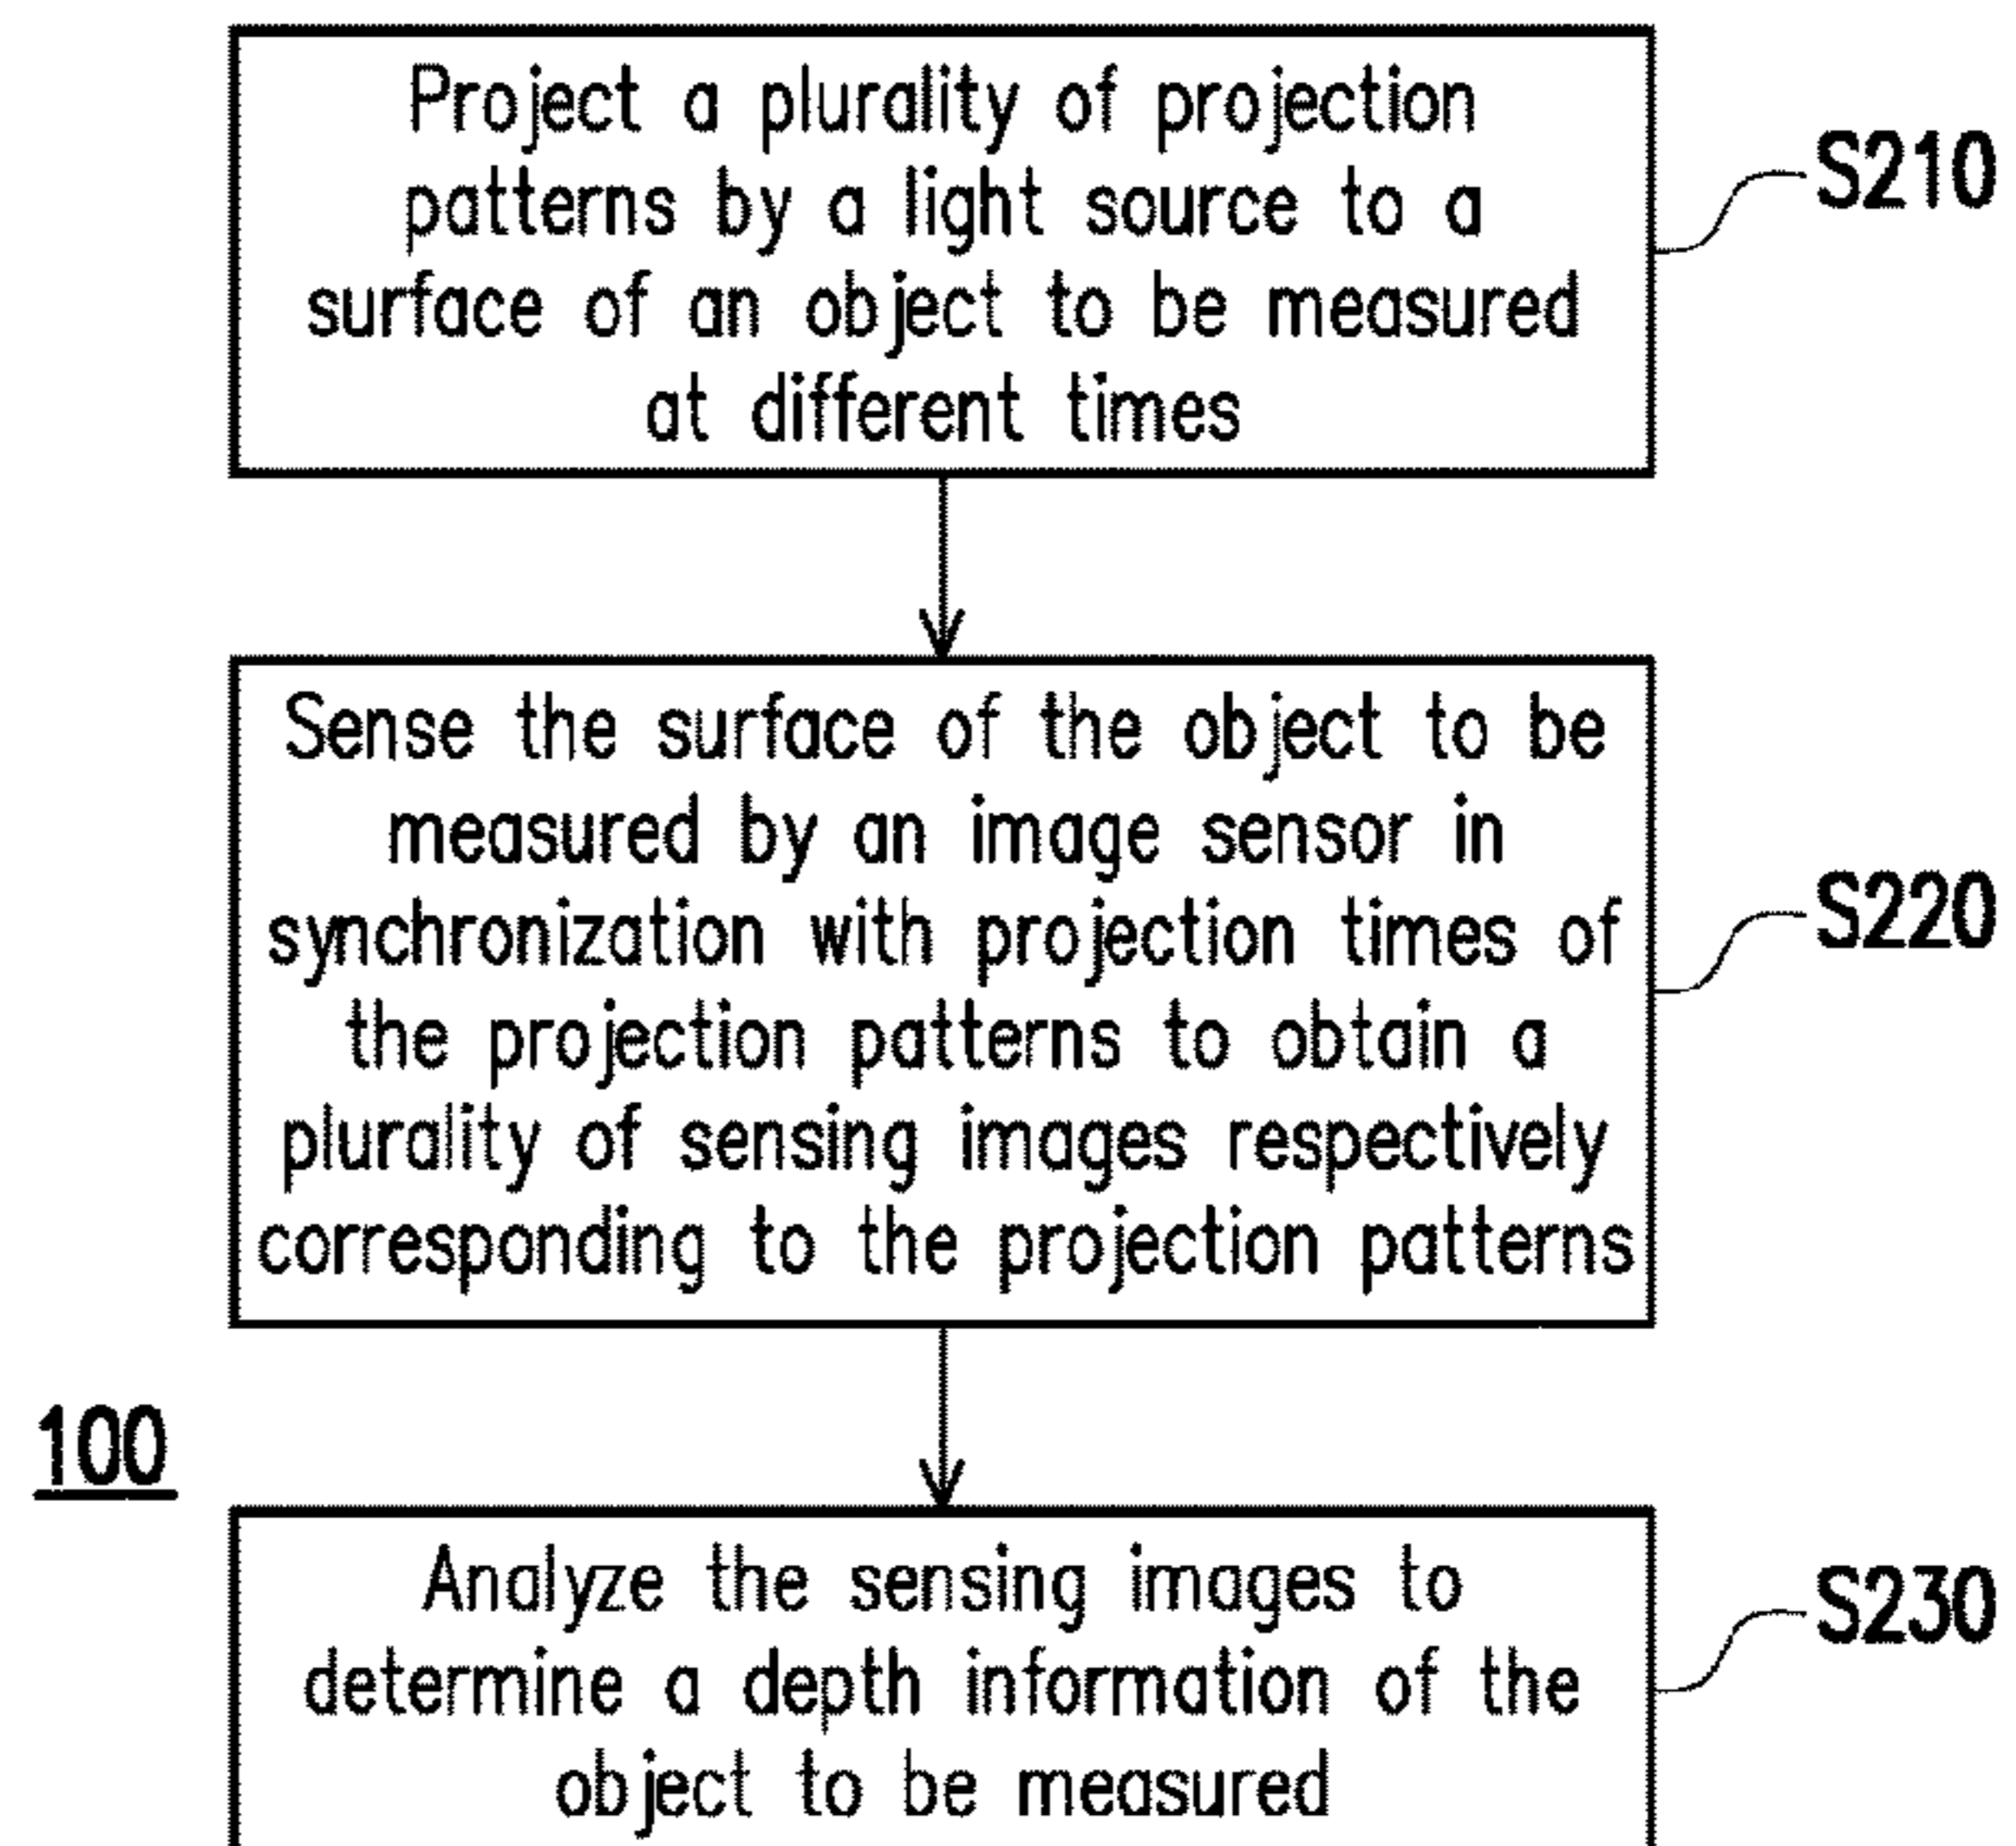 Project a plurality of projection
patterns by a light source to a
surface of an object to be measured
at different times
S210
Sense the surface of the object to be
measured by an image sensor in
synchronization with projection times of
the projection patterns to obtain a
plurality of sensing images respectively
corresponding to the projection patterns
S220
100
Analyze the sensing images to
determine a depth information of the
object to be measured
S230